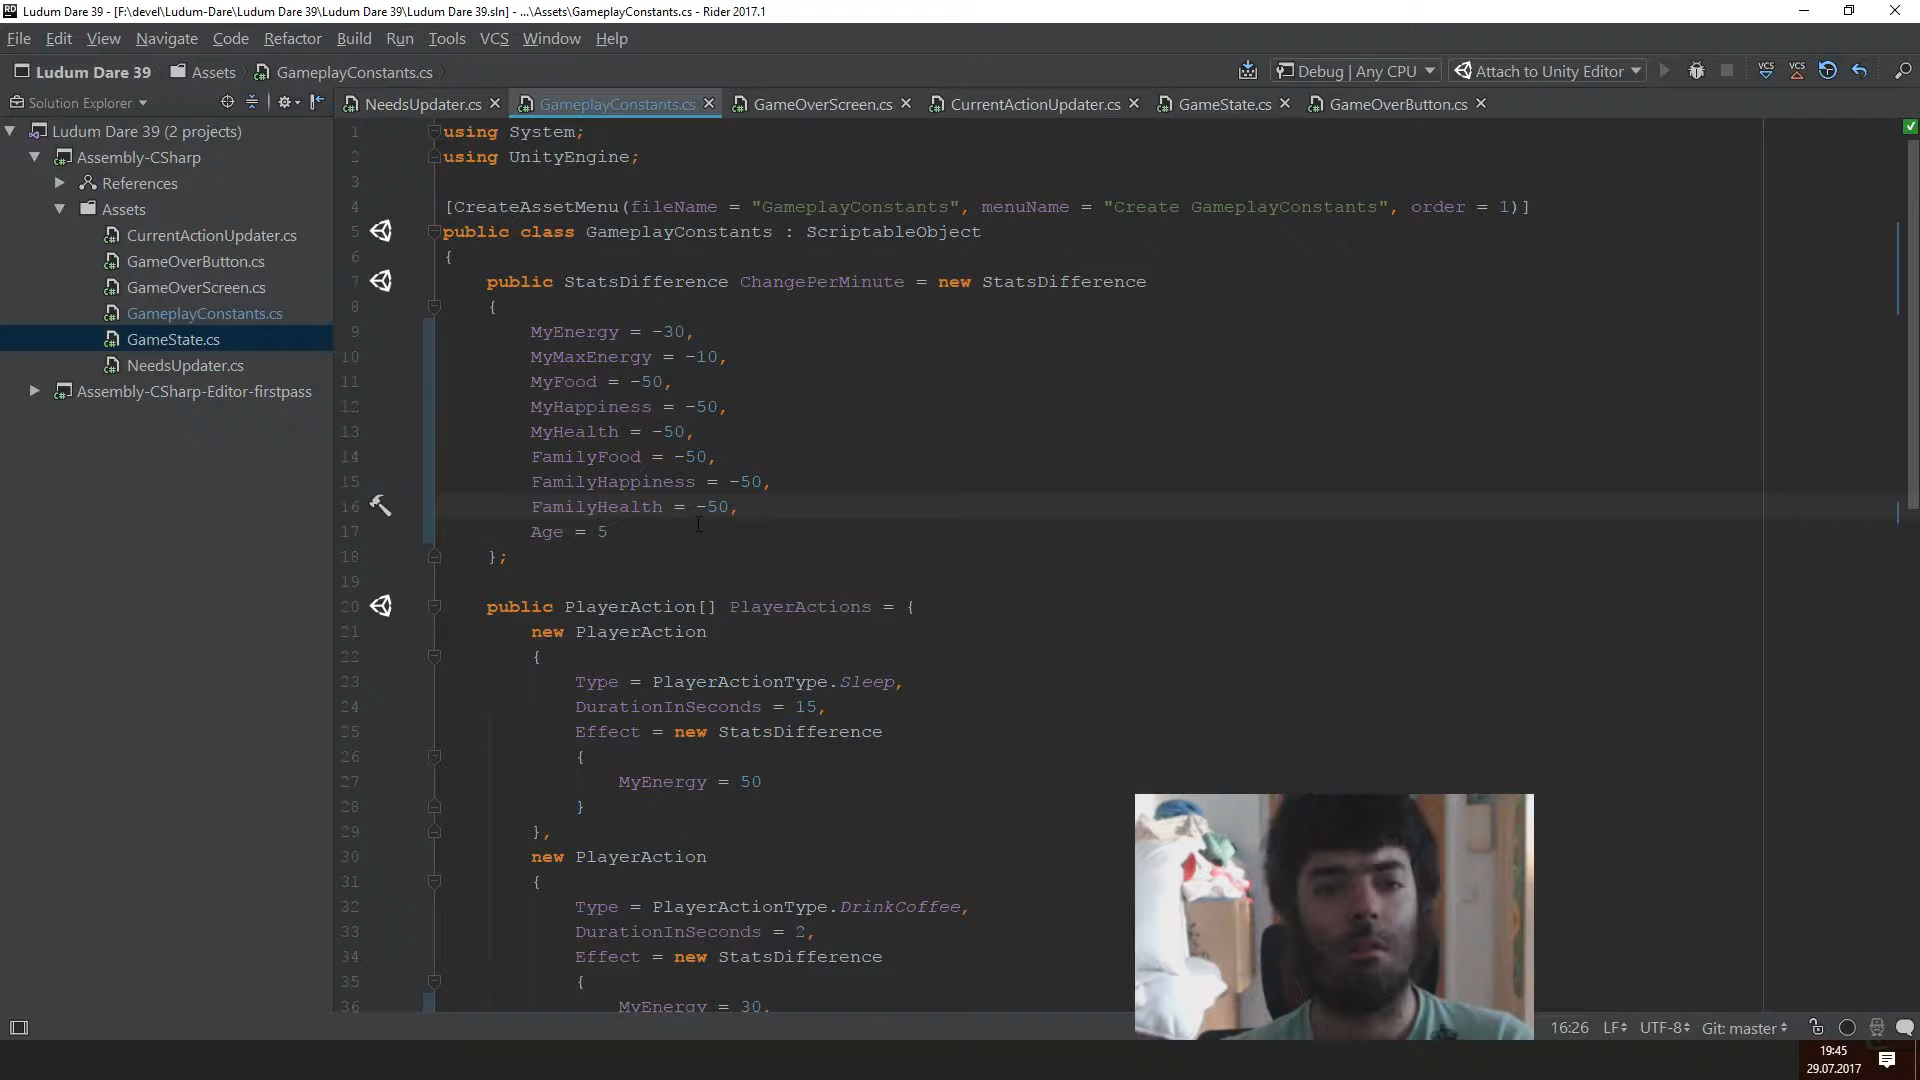 Ludum Dare 39 - [F:\devel\Ludum-Dare\Ludum Dare 39\Ludum Dare 39\Ludum Dare 39.sln] - ...\Assets\GameplayConstants.cs - Rider 2017.1
File Edit View Navigate Code Refactor Build Run Tools VCS Window Help
Ludum Dare 39 Assets GameplayConstants.cs Debug | Any CPU Attach to Unity Editor VCS VCS
Solution Explorer NeedsUpdater.cs GameplayConstants.cs GameOverScreen.cs CurrentActionUpdater.cs GameState.cs GameOverButton.cs
Ludum Dare 39 (2 projects)
Assembly-CSharp
References
Assets
CurrentActionUpdater.cs
GameOverButton.cs
GameOverScreen.cs
GameplayConstants.cs
GameState.cs
NeedsUpdater.cs
Assembly-CSharp-Editor-firstpass
1 using System;
2 using UnityEngine;
3
4 [CreateAssetMenu(fileName = "GameplayConstants", menuName = "Create GameplayConstants", order = 1)]
5 public class GameplayConstants : ScriptableObject
6 {
7 public StatsDifference ChangePerMinute = new StatsDifference
8 {
9 MyEnergy = -30,
10 MyMaxEnergy = -10,
11 MyFood = -50,
12 MyHappiness = -50,
13 MyHealth = -50,
14 FamilyFood = -50,
15 FamilyHappiness = -50,
16 FamilyHealth = -50,
17 Age = 5
18 };
19
20 public PlayerAction[] PlayerActions = {
21 new PlayerAction
22 {
23 Type = PlayerActionType.Sleep,
24 DurationInSeconds = 15,
25 Effect = new StatsDifference
26 {
27 MyEnergy = 50
28 }
29 },
30 new PlayerAction
31 {
32 Type = PlayerActionType.DrinkCoffee,
33 DurationInSeconds = 2,
34 Effect = new StatsDifference
35 {
36 MyEnergy = 30,
16:26 LF UTF-8 Git: master
19:45
29.07.2017